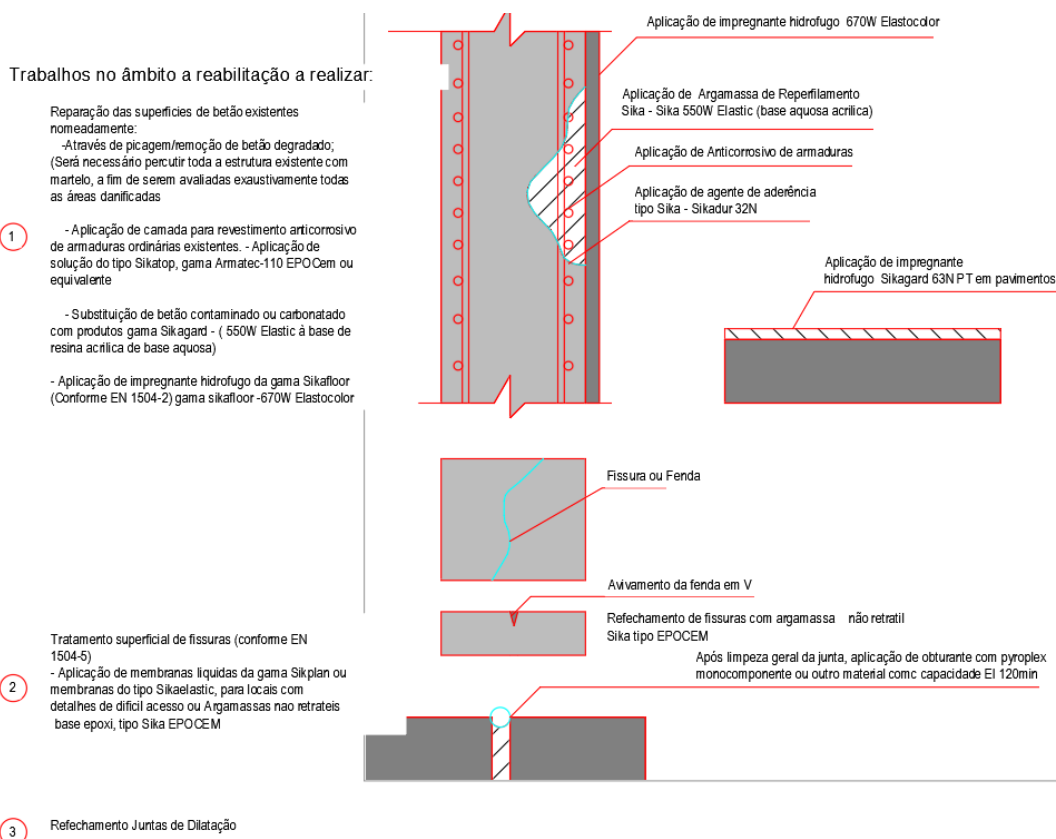 Trabalhos no âmbito a reabilitação a realizar:
Reparação das superficies de betão existentes
nomeadamente:
-Através de picagem/remoção de betão degradado;
(Será necessário percutir toda a estrutura existente com
martelo, a fim de serem avaliadas exaustivamente todas
as áreas danificadas
1
- Aplicação de camada para revestimento anticorrosivo
de armaduras ordinárias existentes. - Aplicação de
solução do tipo Sikatop, gama Armatec-110 EPOCem ou
equivalente
- Substituição de betão contaminado ou carbonatado
com produtos gama Sikagard - ( 550W Elastic à base de
resina acrilica de base aquosa)
- Aplicação de impregnante hidrofugo da gama Sikafloor
(Conforme EN 1504-2) gama sikafloor -670W Elastocolor
Aplicação de impregnante hidrofugo 670W Elastocolor
Aplicação de Argamassa de Reperfilamento
Sika - Sika 550W Elastic (base aquosa acrilica)
Aplicação de Anticorrosivo de armaduras
Aplicação de agente de aderência
tipo Sika - Sikadur 32N
Aplicação de impregnante
hidrofugo Sikagard 63N PT em pavimentos
Fissura ou Fenda
Avivamento da fenda em V
Refechamento de fissuras com argamassa não retratil
Sika tipo EPOCEM
Após limpeza geral da junta, aplicação de obturante com pyroplex
monocomponente ou outro material comc capacidade EI 120min
2
Tratamento superficial de fissuras (conforme EN
1504-5)
- Aplicação de membranas liquidas da gama Sikplan ou
membranas do tipo Sikaelastic, para locais com
detalhes de dificil acesso ou Argamassas nao retrateis
base epoxi, tipo Sika EPOCEM
3
Refechamento Juntas de Dilatação